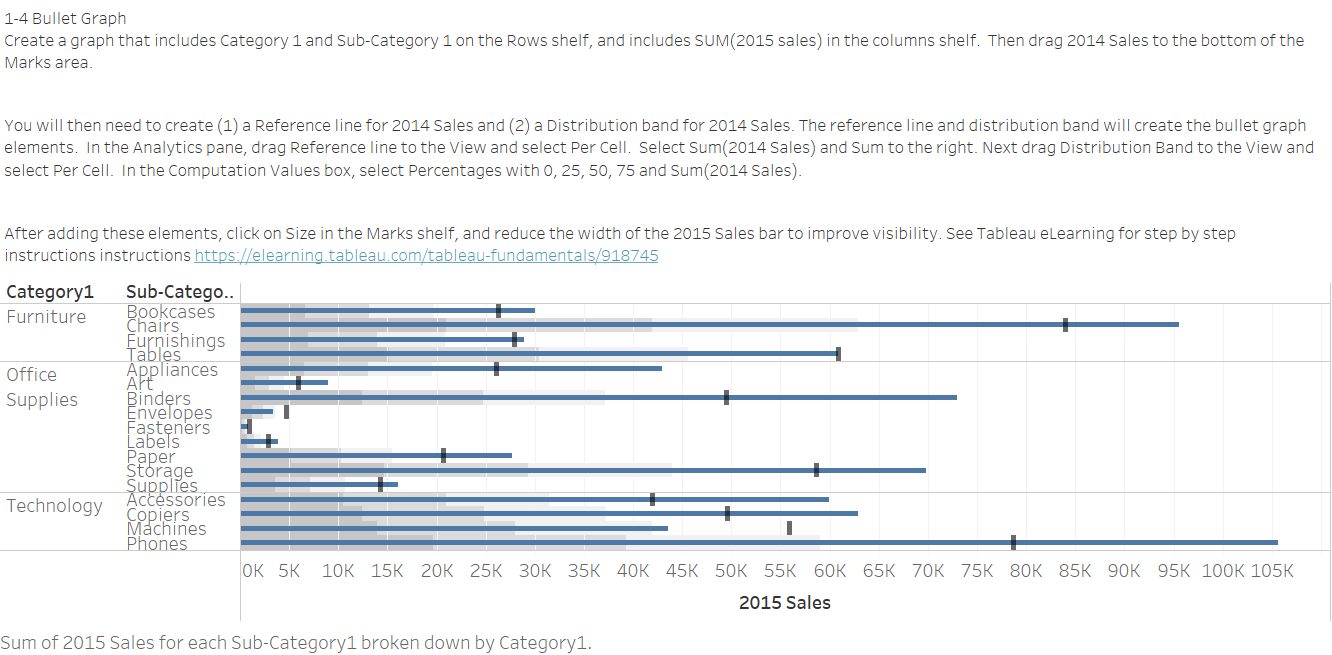 1-4 Bullet Graph
Create a graph that includes Category 1 and Sub-Category 1 on the Rows shelf, and includes SUM(2015 sales) in the columns shelf.  Then drag 2014 Sales to the bottom of the
Marks area.
You will then need to create (1) a Reference line for 2014 Sales and (2) a Distribution band for 2014 Sales. The reference line and distribution band will create the bullet graph
elements.  In the Analytics pane, drag Reference line to the View and select Per Cell.  Select Sum(2014 Sales) and Sum to the right. Next drag Distribution Band to the View and
select Per Cell.  In the Computation Values box, select Percentages with 0, 25, 50, 75 and Sum(2014 Sales).
After adding these elements, click on Size in the Marks shelf, and reduce the width of the 2015 Sales bar to improve visibility. See Tableau eLearning for step by step
instructions instructions https://elearning.tableau.com/tableau-fundamentals/918745
Category1 Sub-Catego..
Furniture
Bookcases
Chairs
Furnishings
Tables
Office
Supplies
Appliances
Art
Binders
Envelopes
Fasteners
Labels
Paper
Storage
Supplies
Technology
Accessories
Copiers
Machines
Phones
0K 5K 10K 15K 20K 25K 30K 35K 40K 45K 50K 55K 60K 65K 70K 75K 80K 85K 90K 95K 100K 105K
2015 Sales
Sum of 2015 Sales for each Sub-Category1 broken down by Category1.